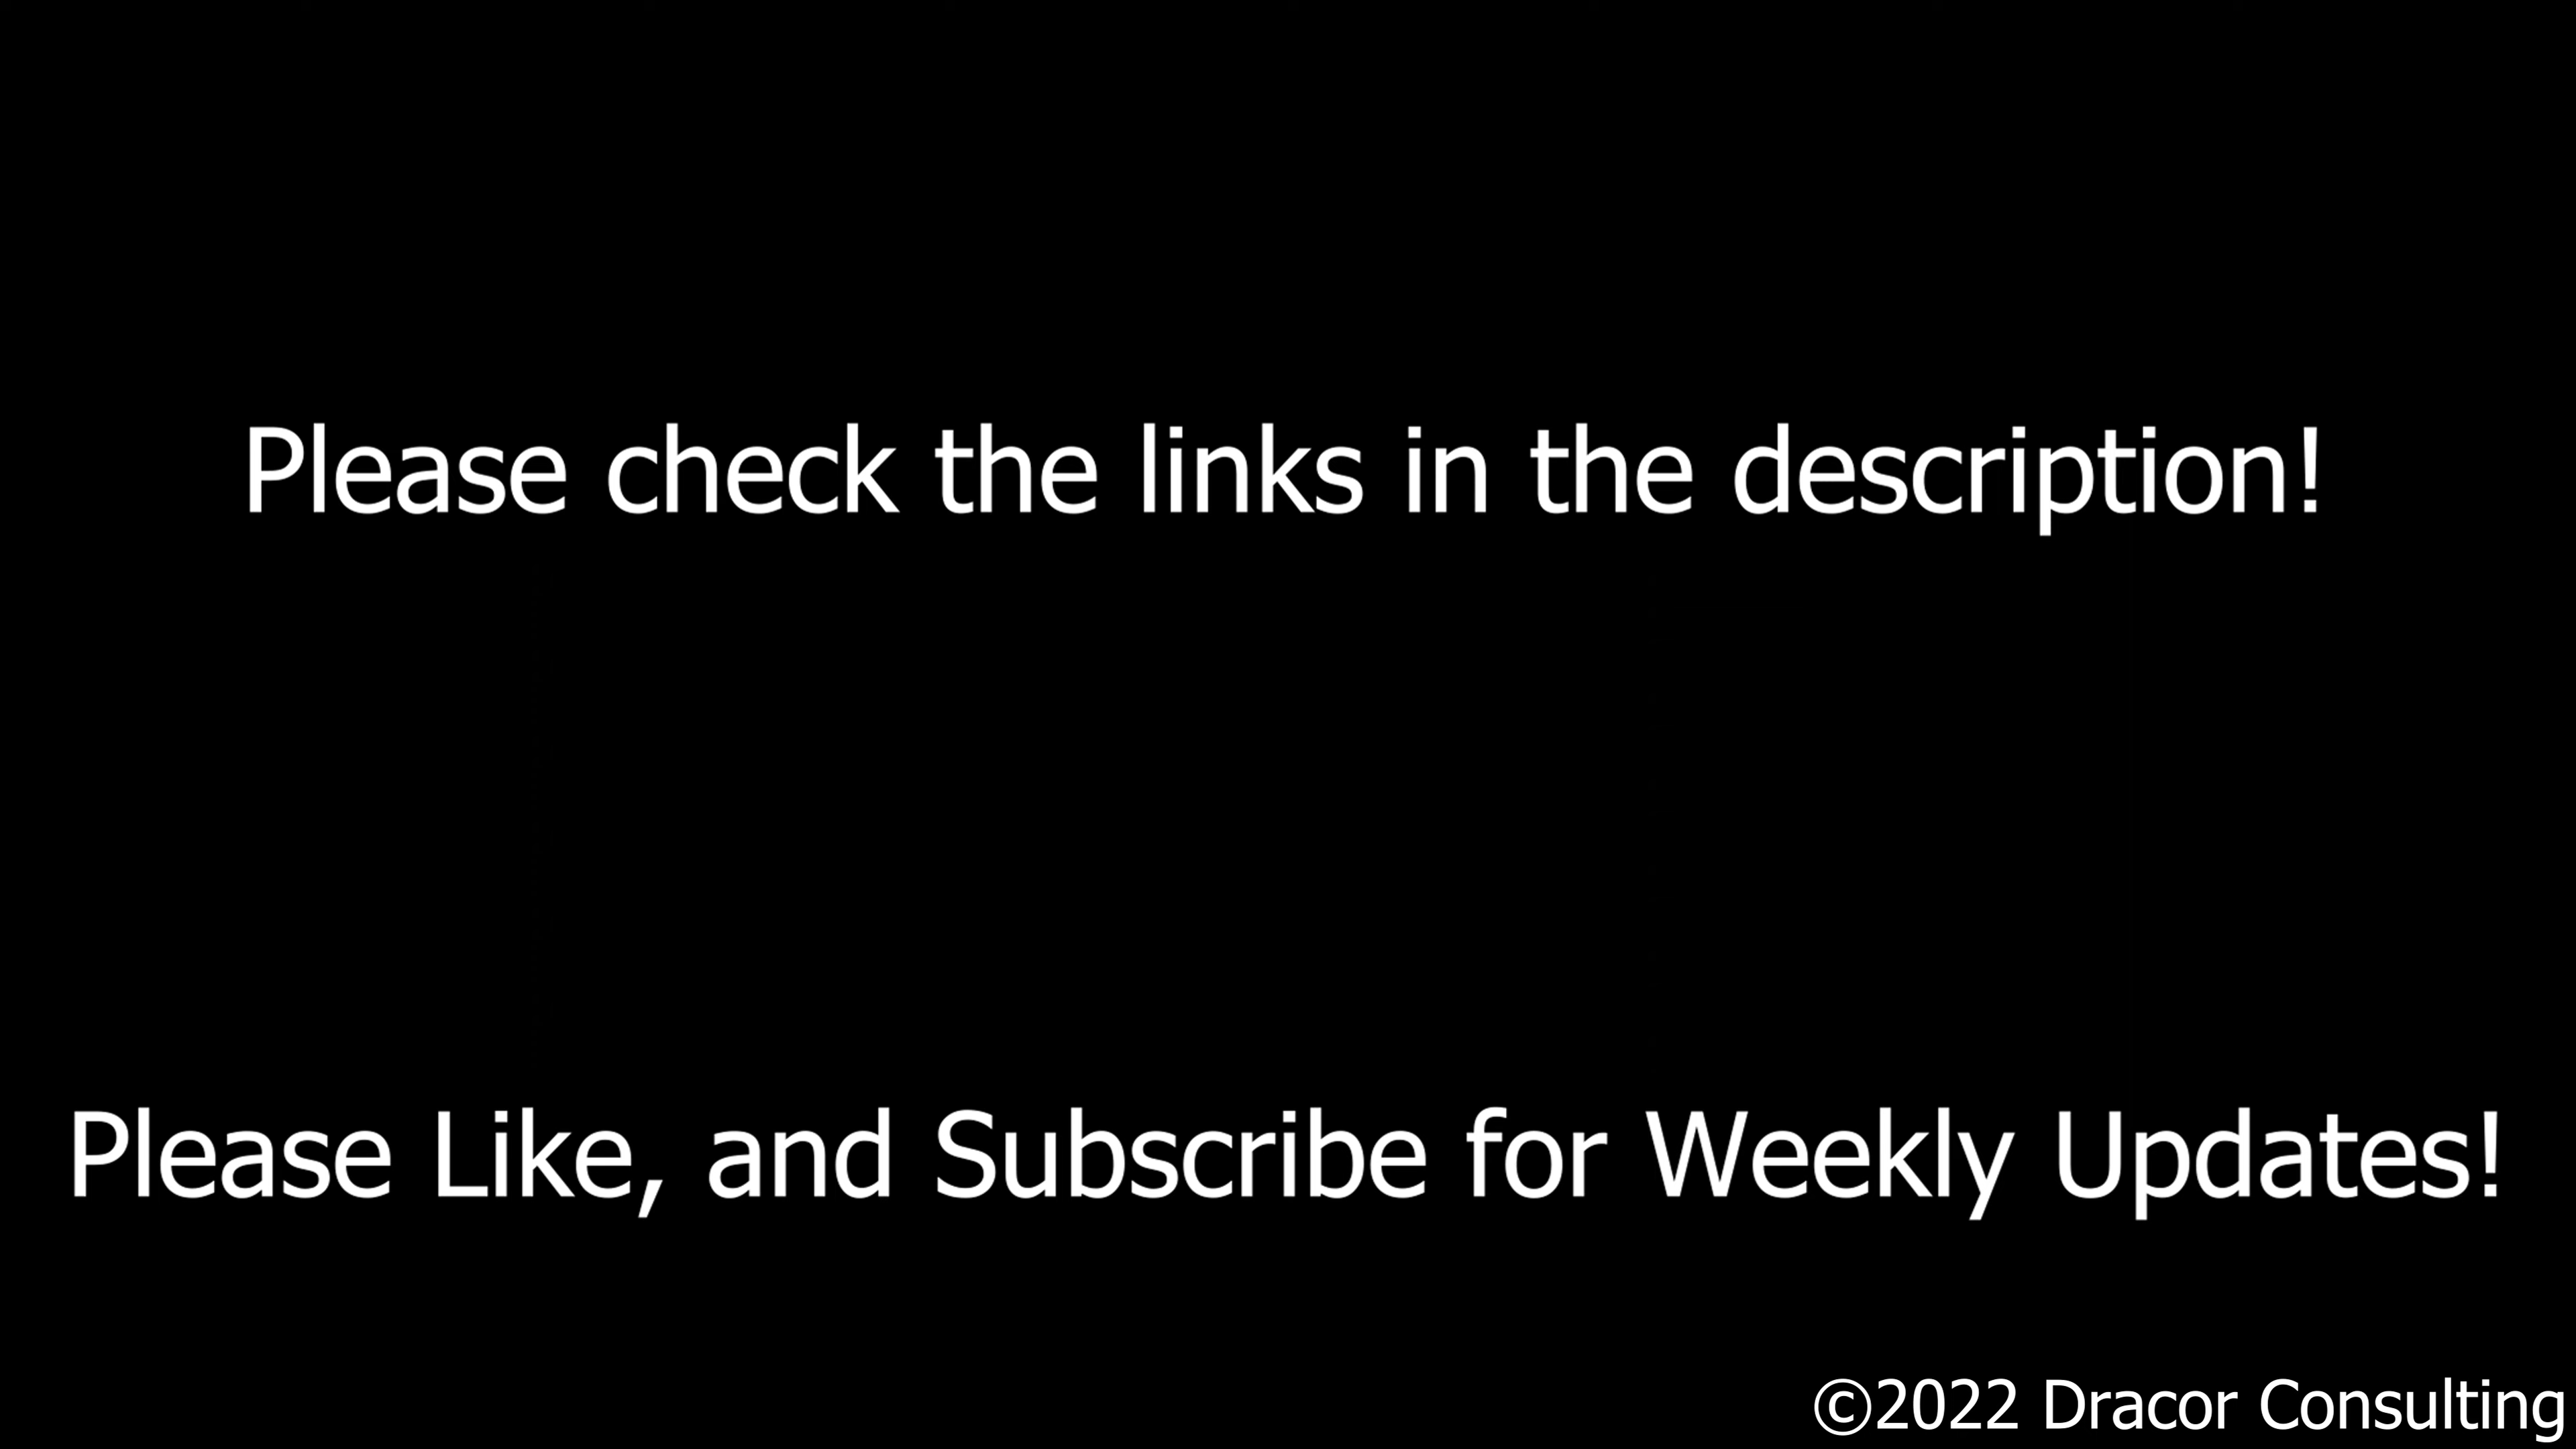 Please check the links in the description!
Please Like, and Subscribe for Weekly Updates!
©2022 Dracor Consulting